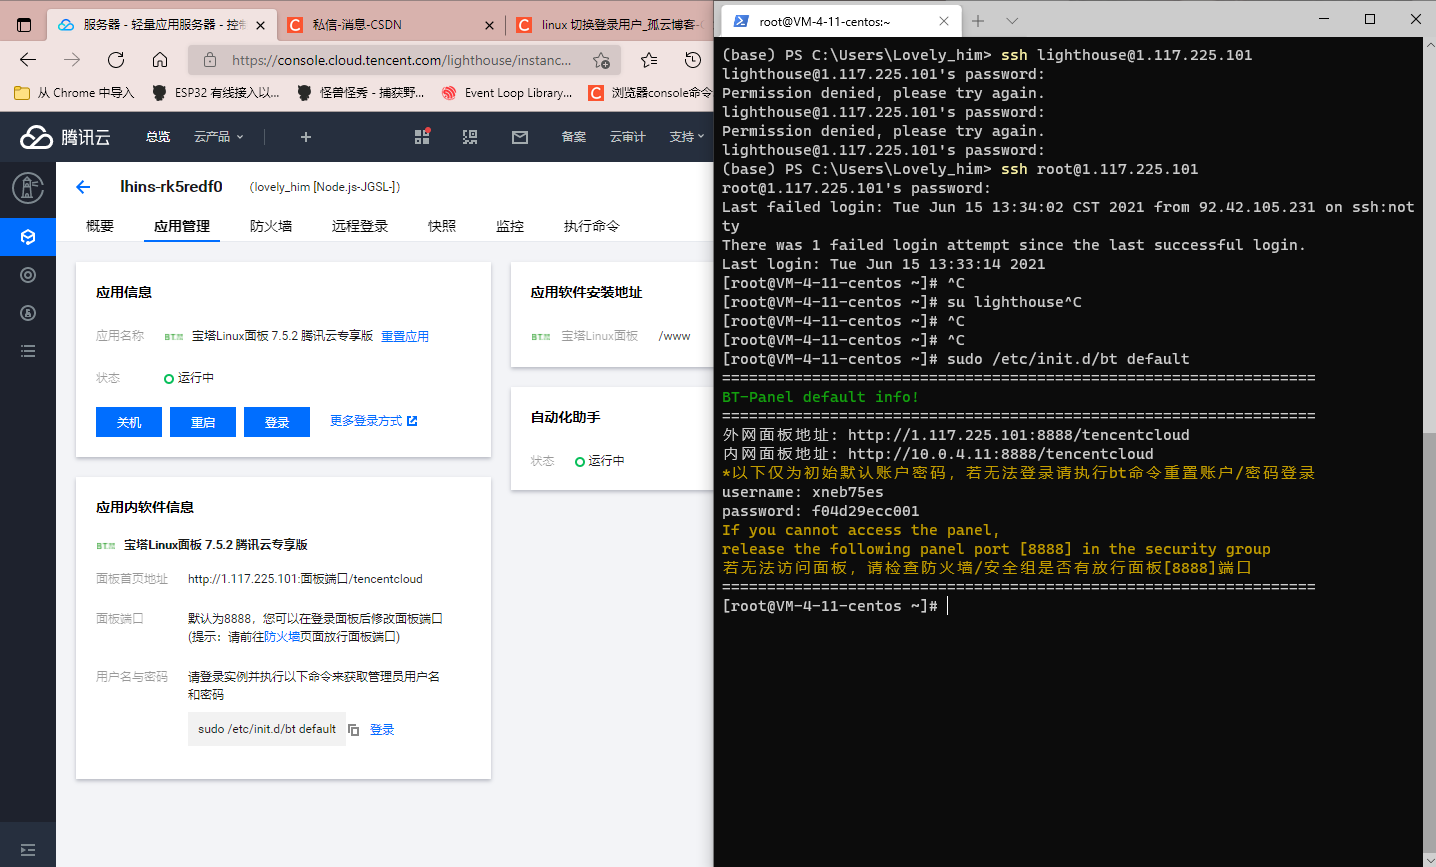 服务器 - 轻量应用服务器 - 控制
私信-消息-CSDN
linux 切换登录用户_孤云博客-C
https://console.cloud.tencent.com/lighthouse/instanc...
从 Chrome 中导入
ESP32 有线接入以...
怪兽怪秀 - 捕获野...
Event Loop Library...
浏览器console命令
腾讯云
总览
云产品
备案
云审计
支持
lhins-rk5redf0
(lovely_him [Node.js-JGSL-])
概要
应用管理
防火墙
远程登录
快照
监控
执行命令
应用信息
应用名称
宝塔Linux面板 7.5.2 腾讯云专享版
重置应用
状态
运行中
关机
重启
登录
更多登录方式
应用软件安装地址
宝塔Linux面板
/www
自动化助手
状态
运行中
应用内软件信息
宝塔Linux面板 7.5.2 腾讯云专享版
面板首页地址
http://1.117.225.101:面板端口/tencentcloud
面板端口
默认为8888，您可以在登录面板后修改面板端口
(提示：请前往防火墙页面放行面板端口)
用户名与密码
请登录实例并执行以下命令来获取管理员用户名
和密码
sudo /etc/init.d/bt default
登录
root@VM-4-11-centos:~
(base) PS C:\Users\Lovely_him> ssh lighthouse@1.117.225.101
lighthouse@1.117.225.101's password:
Permission denied, please try again.
lighthouse@1.117.225.101's password:
Permission denied, please try again.
lighthouse@1.117.225.101's password:
(base) PS C:\Users\Lovely_him> ssh root@1.117.225.101
root@1.117.225.101's password:
Last failed login: Tue Jun 15 13:34:02 CST 2021 from 92.42.105.231 on ssh:not
ty
There was 1 failed login attempt since the last successful login.
Last login: Tue Jun 15 13:33:14 2021
[root@VM-4-11-centos ~]# ^C
[root@VM-4-11-centos ~]# su lighthouse^C
[root@VM-4-11-centos ~]# ^C
[root@VM-4-11-centos ~]# ^C
[root@VM-4-11-centos ~]# sudo /etc/init.d/bt default
==================================================================
BT-Panel default info!
==================================================================
外网面板地址: http://1.117.225.101:8888/tencentcloud
内网面板地址: http://10.0.4.11:8888/tencentcloud
*以下仅为初始默认账户密码，若无法登录请执行bt命令重置账户/密码登录
username: xneb75es
password: f04d29ecc001
If you cannot access the panel,
release the following panel port [8888] in the security group
若无法访问面板，请检查防火墙/安全组是否有放行面板[8888]端口
==================================================================
[root@VM-4-11-centos ~]#